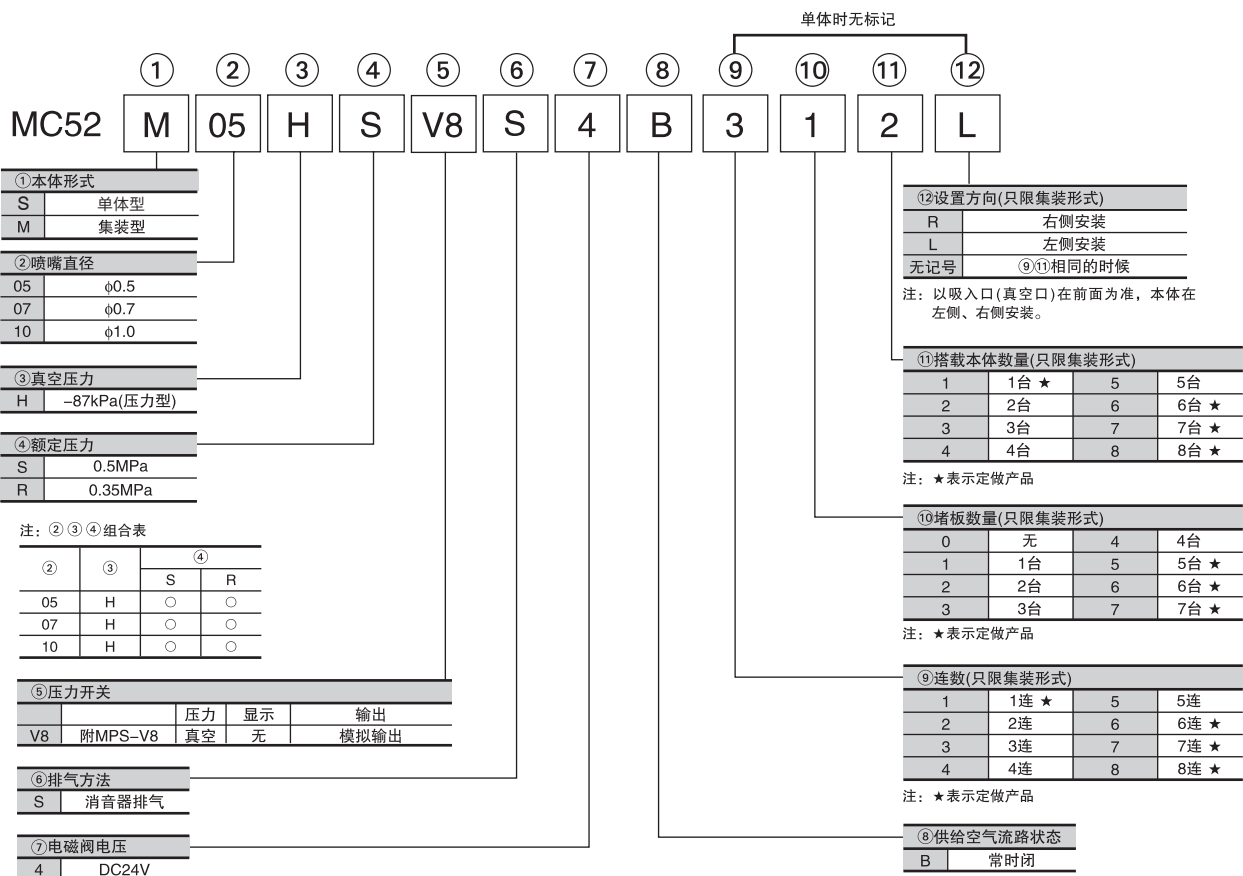 单体时无标记
① ② ③ ④ ⑤ ⑥ ⑦ ⑧ ⑨ ⑩ ⑪ ⑫
MC52 M 05 H S V8 S 4 B 3 1 2 L
①本体形式
S 单体型
M 集装型
②喷嘴直径
05 ϕ0.5
07 ϕ0.7
10 ϕ1.0
③真空压力
H –87kPa(压力型)
④额定压力
S 0.5MPa
R 0.35MPa
注：②③④组合表
② ③ ④
S R
05 H ○ ○
07 H ○ ○
10 H ○ ○
⑤压力开关
压力 显示 输出
V8 附MPS–V8 真空 无 模拟输出
⑥排气方法
S 消音器排气
⑦电磁阀电压
4 DC24V
⑫设置方向(只限集装形式)
R 右侧安装
L 左侧安装
无记号 ⑨⑪相同的时候
注：以吸入口(真空口)在前面为准，本体在
左侧、右侧安装。
⑪搭载本体数量(只限集装形式)
1 1台 ★ 5 5台
2 2台 6 6台 ★
3 3台 7 7台 ★
4 4台 8 8台 ★
注：★表示定做产品
⑩堵板数量(只限集装形式)
0 无 4 4台
1 1台 5 5台 ★
2 2台 6 6台 ★
3 3台 7 7台 ★
注：★表示定做产品
⑨连数(只限集装形式)
1 1连 ★ 5 5连
2 2连 6 6连 ★
3 3连 7 7连 ★
4 4连 8 8连 ★
注：★表示定做产品
⑧供给空气流路状态
B 常时闭